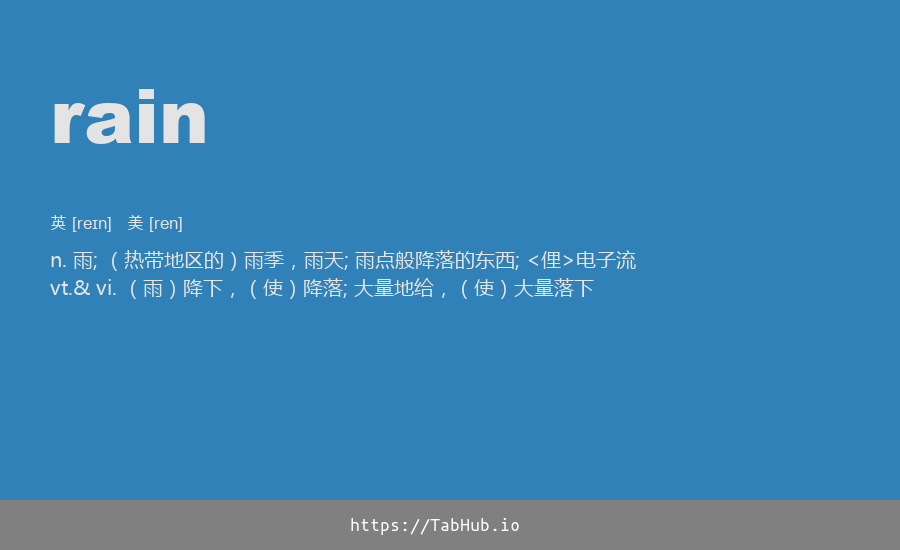 rain
英 [reɪn] 美 [ren]
n. 雨; （热带地区的）雨季，雨天; 雨点般降落的东西; <俚>电子流
vt.& vi. （雨）降下，（使）降落; 大量地给，（使）大量落下
https://TabHub.io